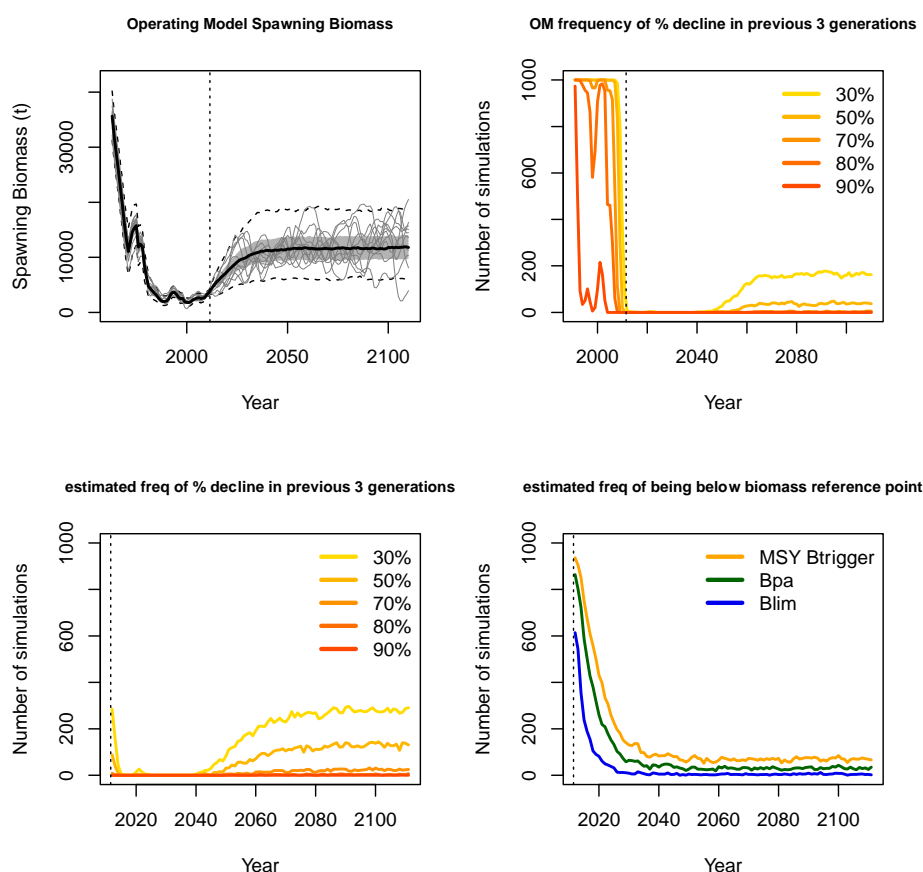 Operating Model Spawning Biomass
Spawning Biomass (t)
0 10000 30000
2000 2050 2100
Year
OM frequency of % decline in previous 3 generations
Number of simulations
0 200 600 1000
30%
50%
70%
80%
90%
2000 2040 2080
Year
estimated freq of % decline in previous 3 generations
Number of simulations
0 200 600 1000
30%
50%
70%
80%
90%
2020 2040 2060 2080 2100
Year
estimated freq of being below biomass reference point
Number of simulations
0 200 600 1000
MSY Btrigger
Bpa
Blim
2020 2040 2060 2080 2100
Year